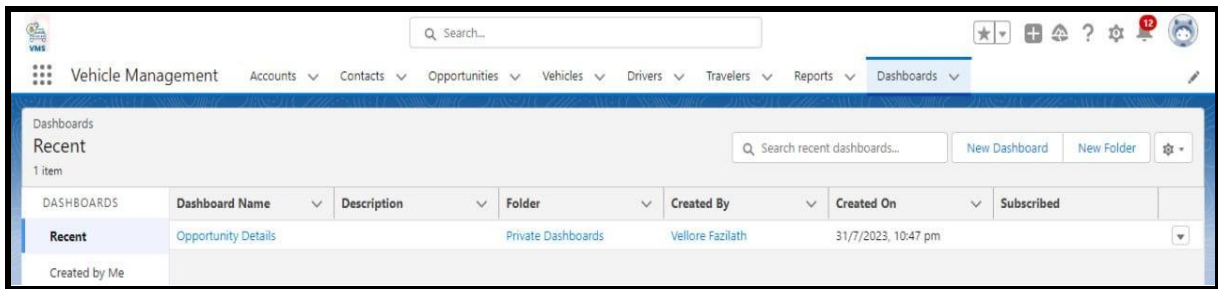 VMS
Search...
12
Vehicle Management Accounts Contacts Opportunities Vehicles Drivers Travelers Reports Dashboards
Dashboards
Recent
1 item
Search recent dashboards...
New Dashboard
New Folder
DASHBOARDS Dashboard Name Description Folder Created By Created On Subscribed
Recent Opportunity Details Private Dashboards Vellore Fazilath 31/7/2023, 10:47 pm
Created by Me